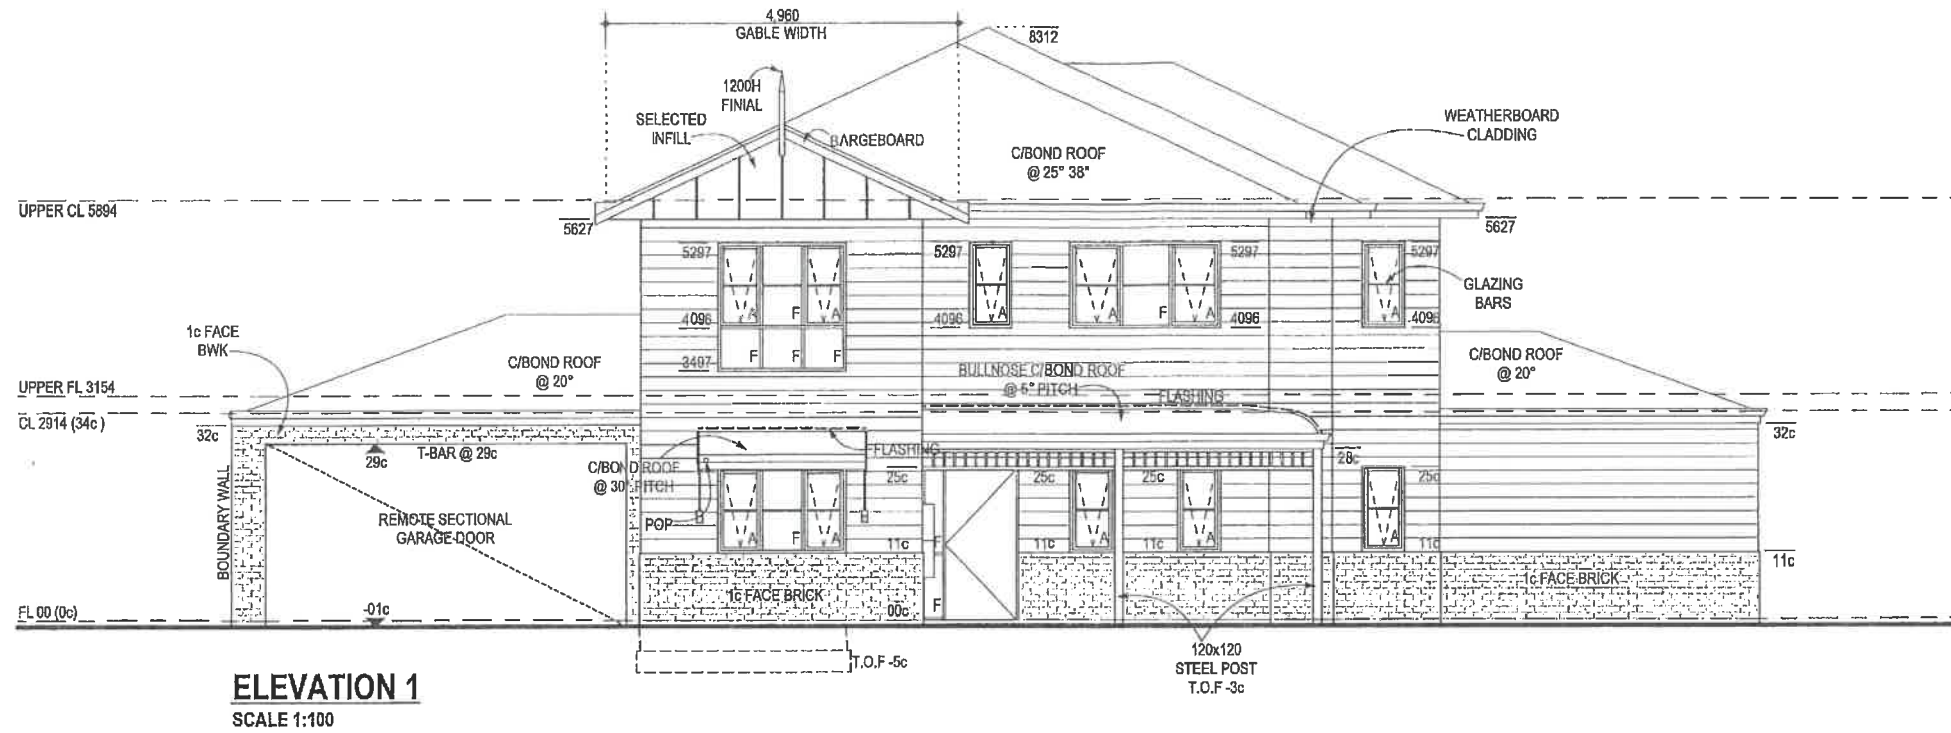 4,960
GABLE WIDTH
8312
1200H
FINIAL
SELECTED
INFILL
BARGEBOARD
WEATHERBOARD
CLADDING
C/BOND ROOF
@ 25° 38"
UPPER CL 5894
5627
5627
5297
5297
5297
5297
GLAZING
BARS
4096
A
F
A
4096
A
A
F
A
4096
A
4096
1c FACE
BWK
C/BOND ROOF
@ 20°
F
F
F
3497
BULLNOSE C/BOND ROOF
@ 5° PITCH
C/BOND ROOF
@ 20°
UPPER FL 3154
FLASHING
CL 2914 (34c )
32c
32c
29c
T-BAR @ 29c
FLASHING
28c
C/BOND ROOF
@ 30° PITCH
25c
25c
25c
25c
BOUNDARY WALL
REMOTE SECTIONAL
GARAGE DOOR
POP
A
F
A
11c
F
11c
A
11c
A
A
11c
11c
1c FACE BRICK
1c FACE BRICK
FL 00 (0c)
-01c
00c
F
120x120
STEEL POST
T.O.F -3c
T.O.F -5c
ELEVATION 1
SCALE 1:100